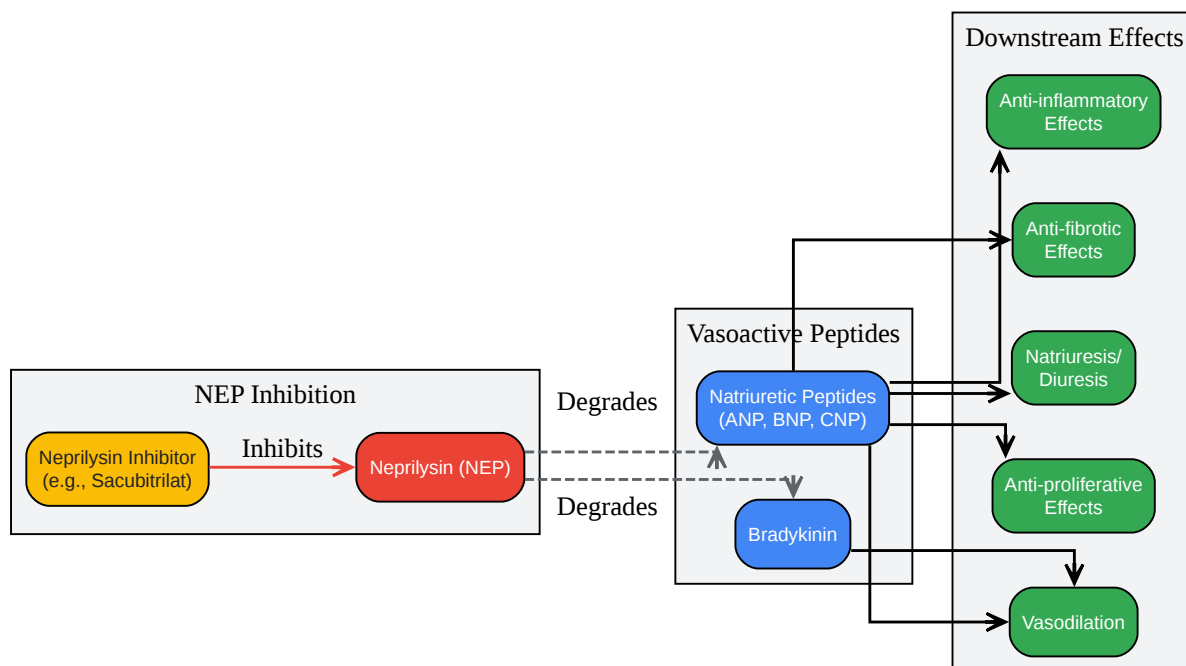 Downstream Effects
Anti-inflammatory
Effects
Anti-fibrotic
Effects
Vasoactive Peptides
Natriuresis/
Diuresis
NEP Inhibition
Degrades
Natriuretic Peptides
(ANP, BNP, CNP)
Neprilysin Inhibitor
(e.g., Sacubitrilat)
Inhibits
Neprilysin (NEP)
Anti-proliferative
Effects
Degrades
Bradykinin
Vasodilation